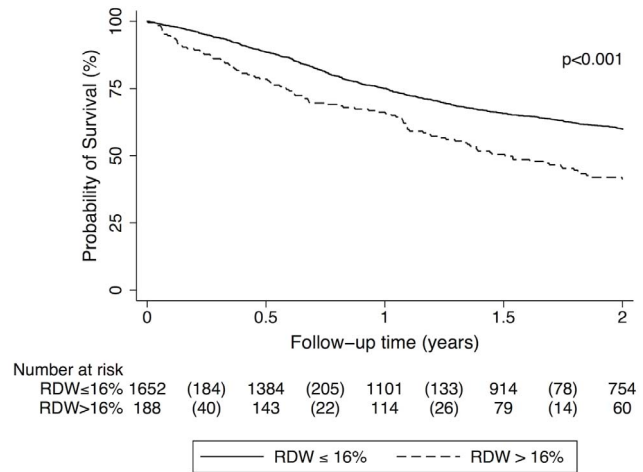 100
75
50
25
0
Probability of Survival (%)
p<0.001
0 0.5 1 1.5 2
Follow-up time (years)
Number at risk
RDW≤16% 1652 (184) 1384 (205) 1101 (133) 914 (78) 754
RDW>16% 188 (40) 143 (22) 114 (26) 79 (14) 60
RDW ≤ 16% RDW > 16%